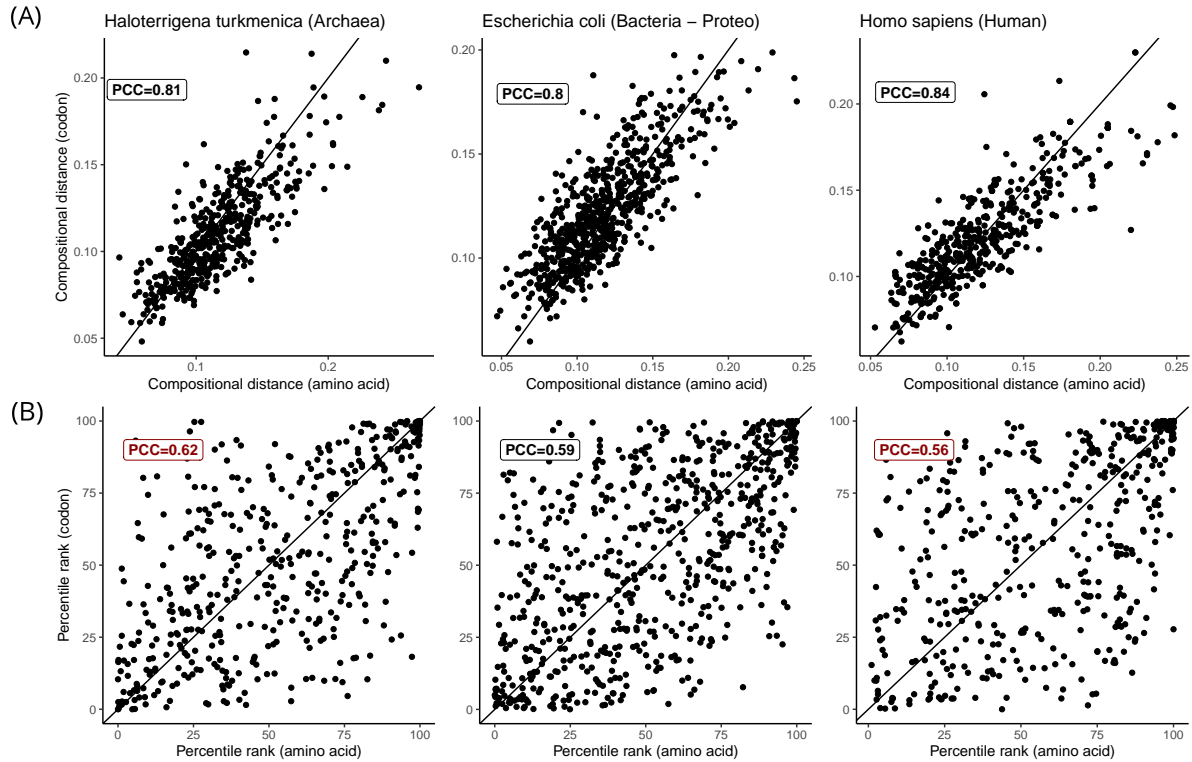 (A)
Haloterrigena turkmenica (Archaea)
Escherichia coli (Bacteria − Proteo)
Homo sapiens (Human)
Compositional distance (codon)
0.20
0.15
0.10
0.05
PCC=0.81
0.1
0.2
Compositional distance (amino acid)
0.20
0.15
0.10
PCC=0.8
0.05
0.10
0.15
0.20
0.25
Compositional distance (amino acid)
0.20
0.15
0.10
PCC=0.84
0.05
0.10
0.15
0.20
0.25
Compositional distance (amino acid)
(B)
Percentile rank (codon)
100
75
50
25
0
PCC=0.62
0
25
50
75
100
Percentile rank (amino acid)
100
75
50
25
0
PCC=0.59
0
25
50
75
100
Percentile rank (amino acid)
100
75
50
25
0
PCC=0.56
0
25
50
75
100
Percentile rank (amino acid)